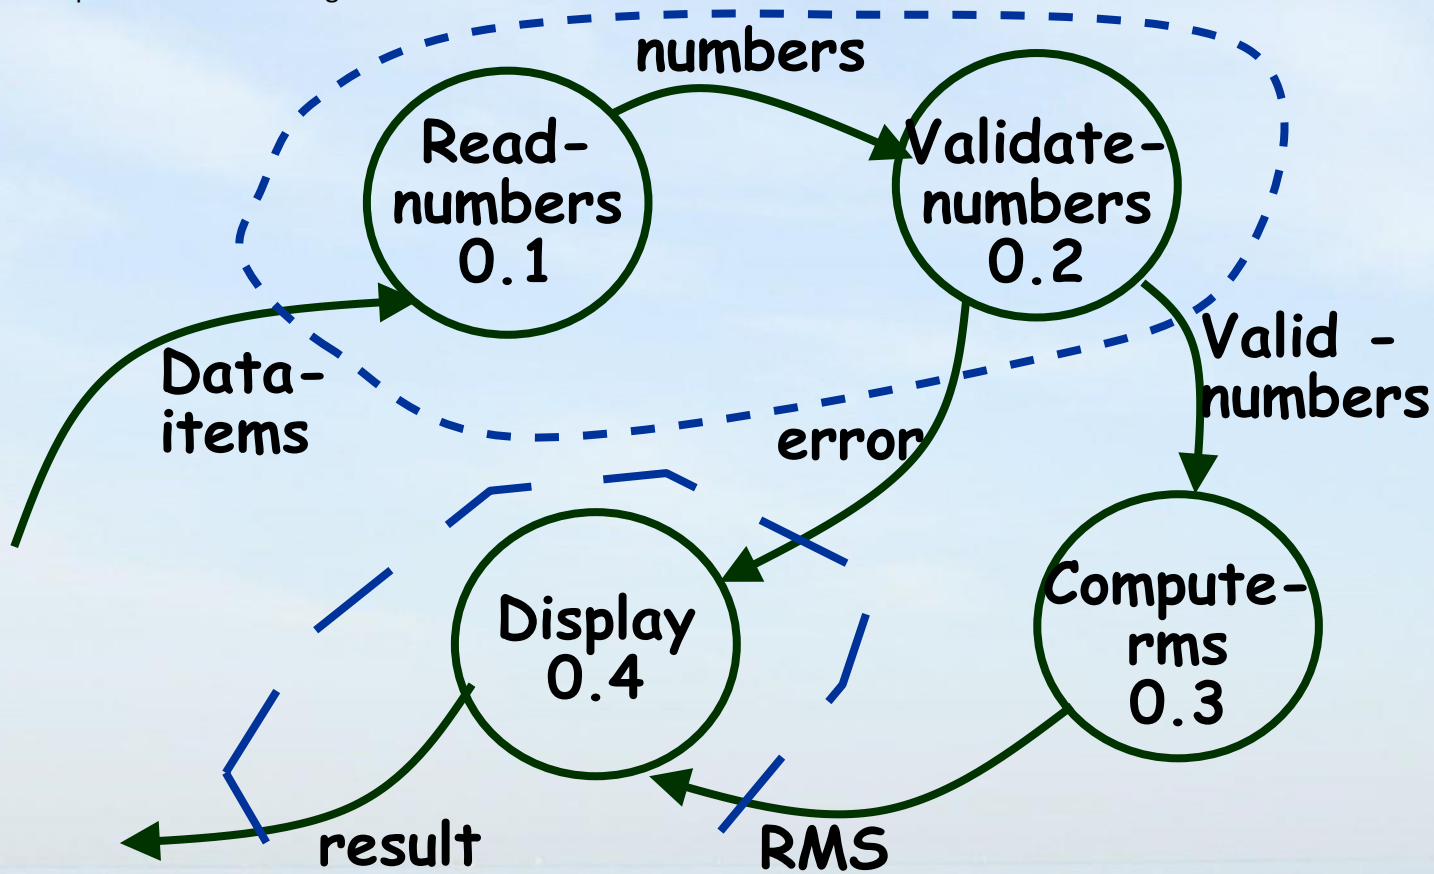 numbers
Read-
numbers
0.1
Validate-
numbers
0.2
Data-
items
Valid -
numbers
error
Display
0.4
Compute-
rms
0.3
result
RMS